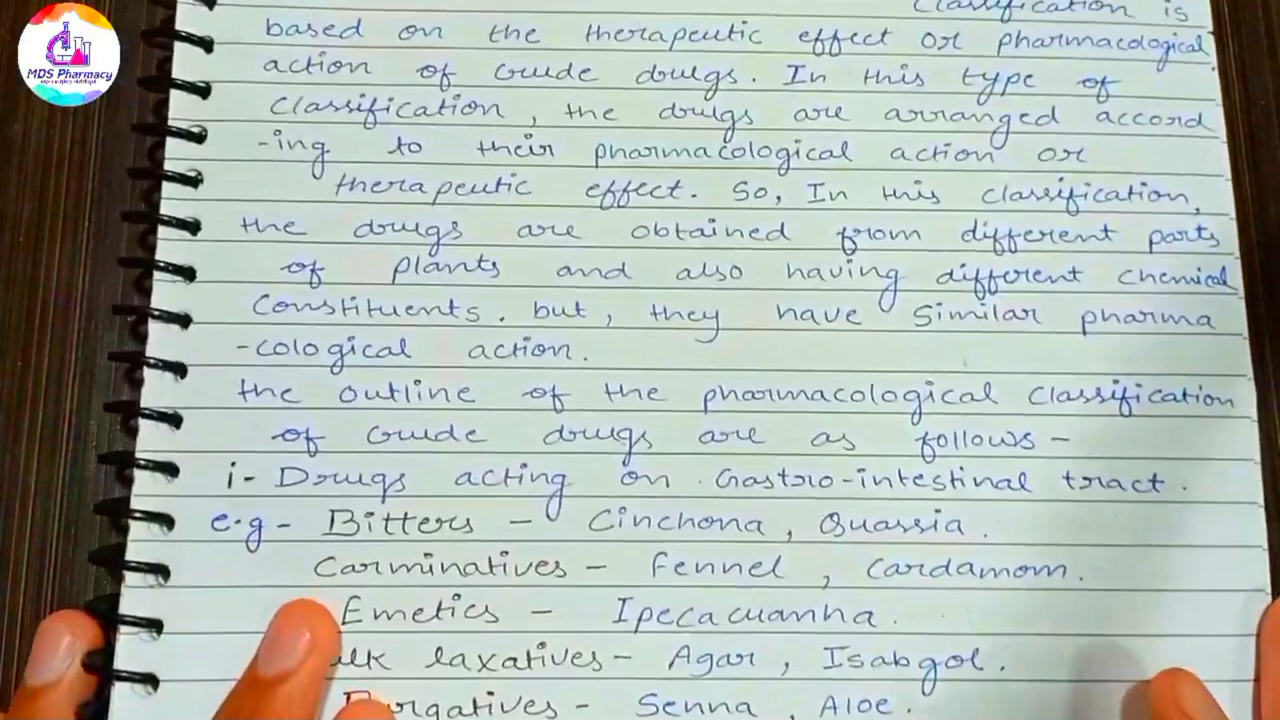 MDS Pharmacy
Classification is
based on the therapeutic effect or pharmacological
action of crude drugs. In this type of
classification, the drugs are arranged accord
-ing to their pharmacological action or
therapeutic effect. So, In this classification,
the drugs are obtained from different parts
of plants and also having different chemical
constituents. but, they have similar pharma
-cological action.
the outline of the pharmacological classification
of crude drugs are as follows -
i- Drugs acting on Gastro-intestinal tract.
e.g - Bitters - Cinchona, Quassia.
Carminatives - Fennel, Cardamom.
Emetics - Ipecacuanha.
laxatives - Agar, Isabgol.
Purgatives - Senna, Aloe.